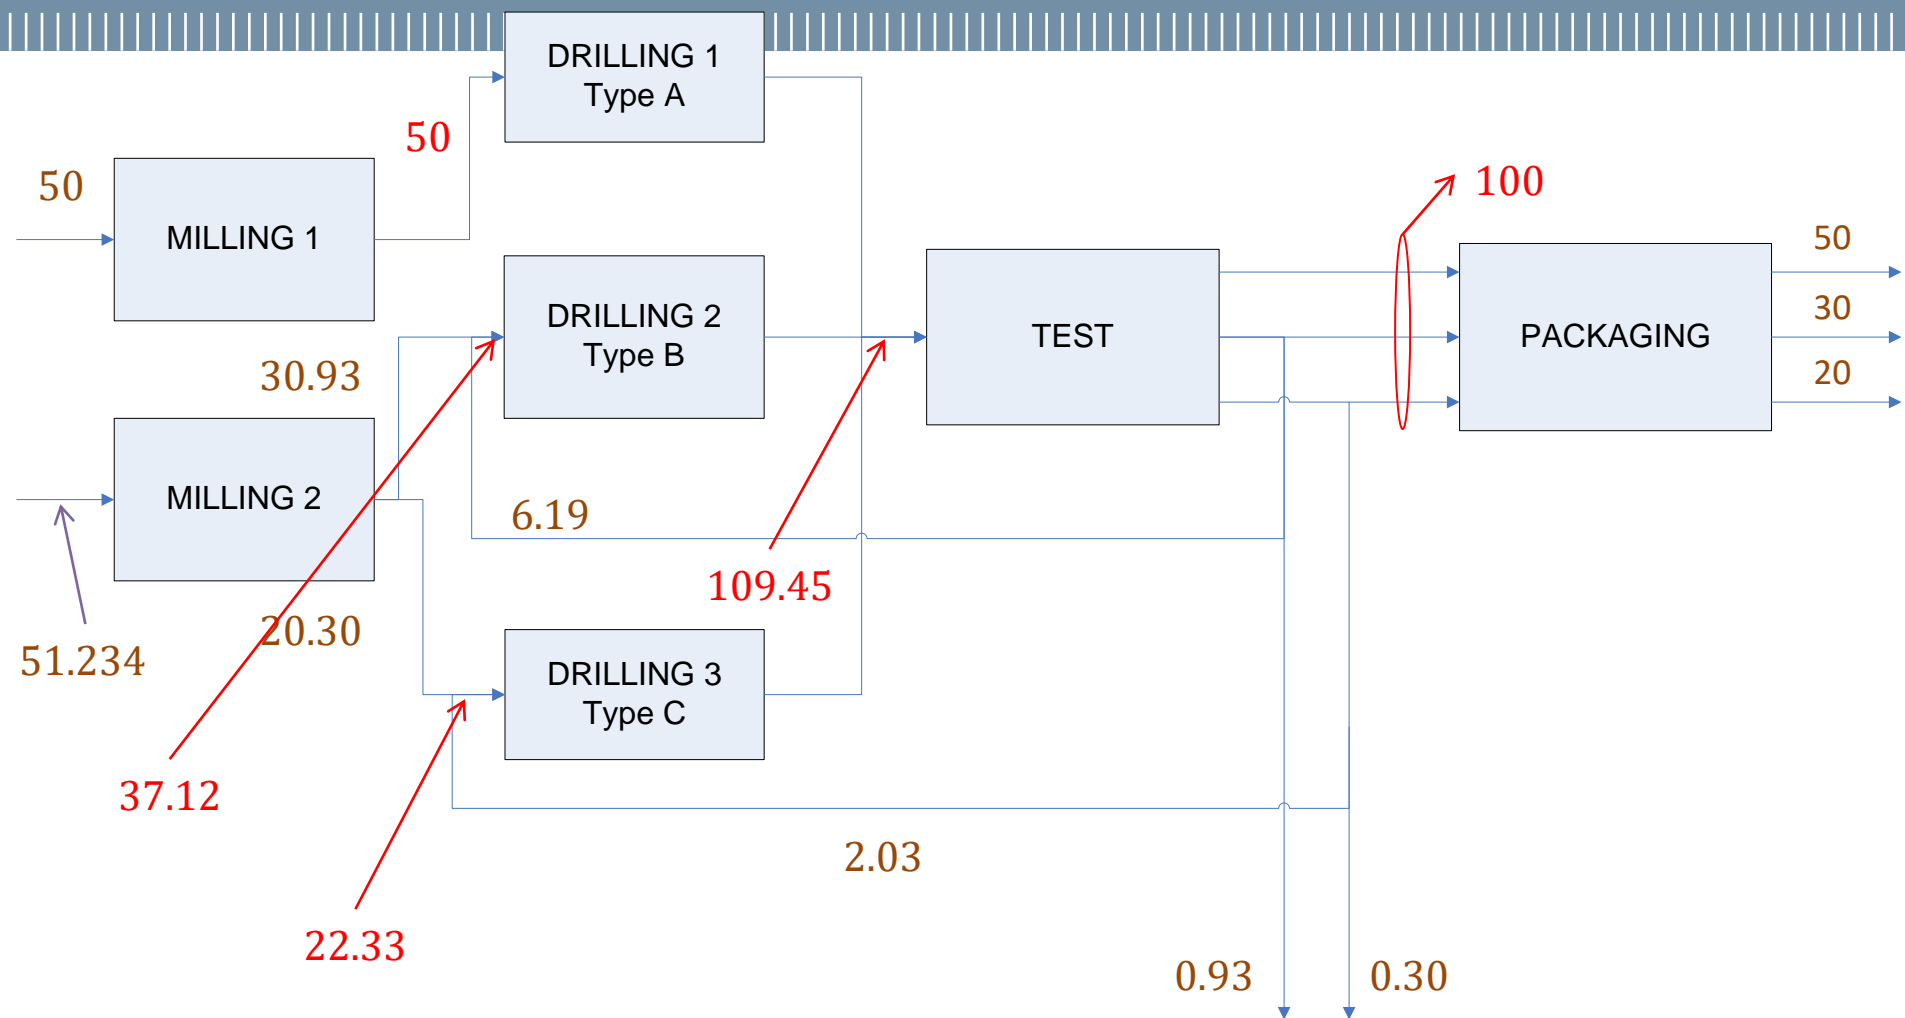 DRILLING 1
Type A
50
50
MILLING 1
100
50
30
20
DRILLING 2
Type B
TEST
PACKAGING
30.93
MILLING 2
6.19
109.45
20.30
51.234
DRILLING 3
Type C
37.12
2.03
22.33
0.93
0.30